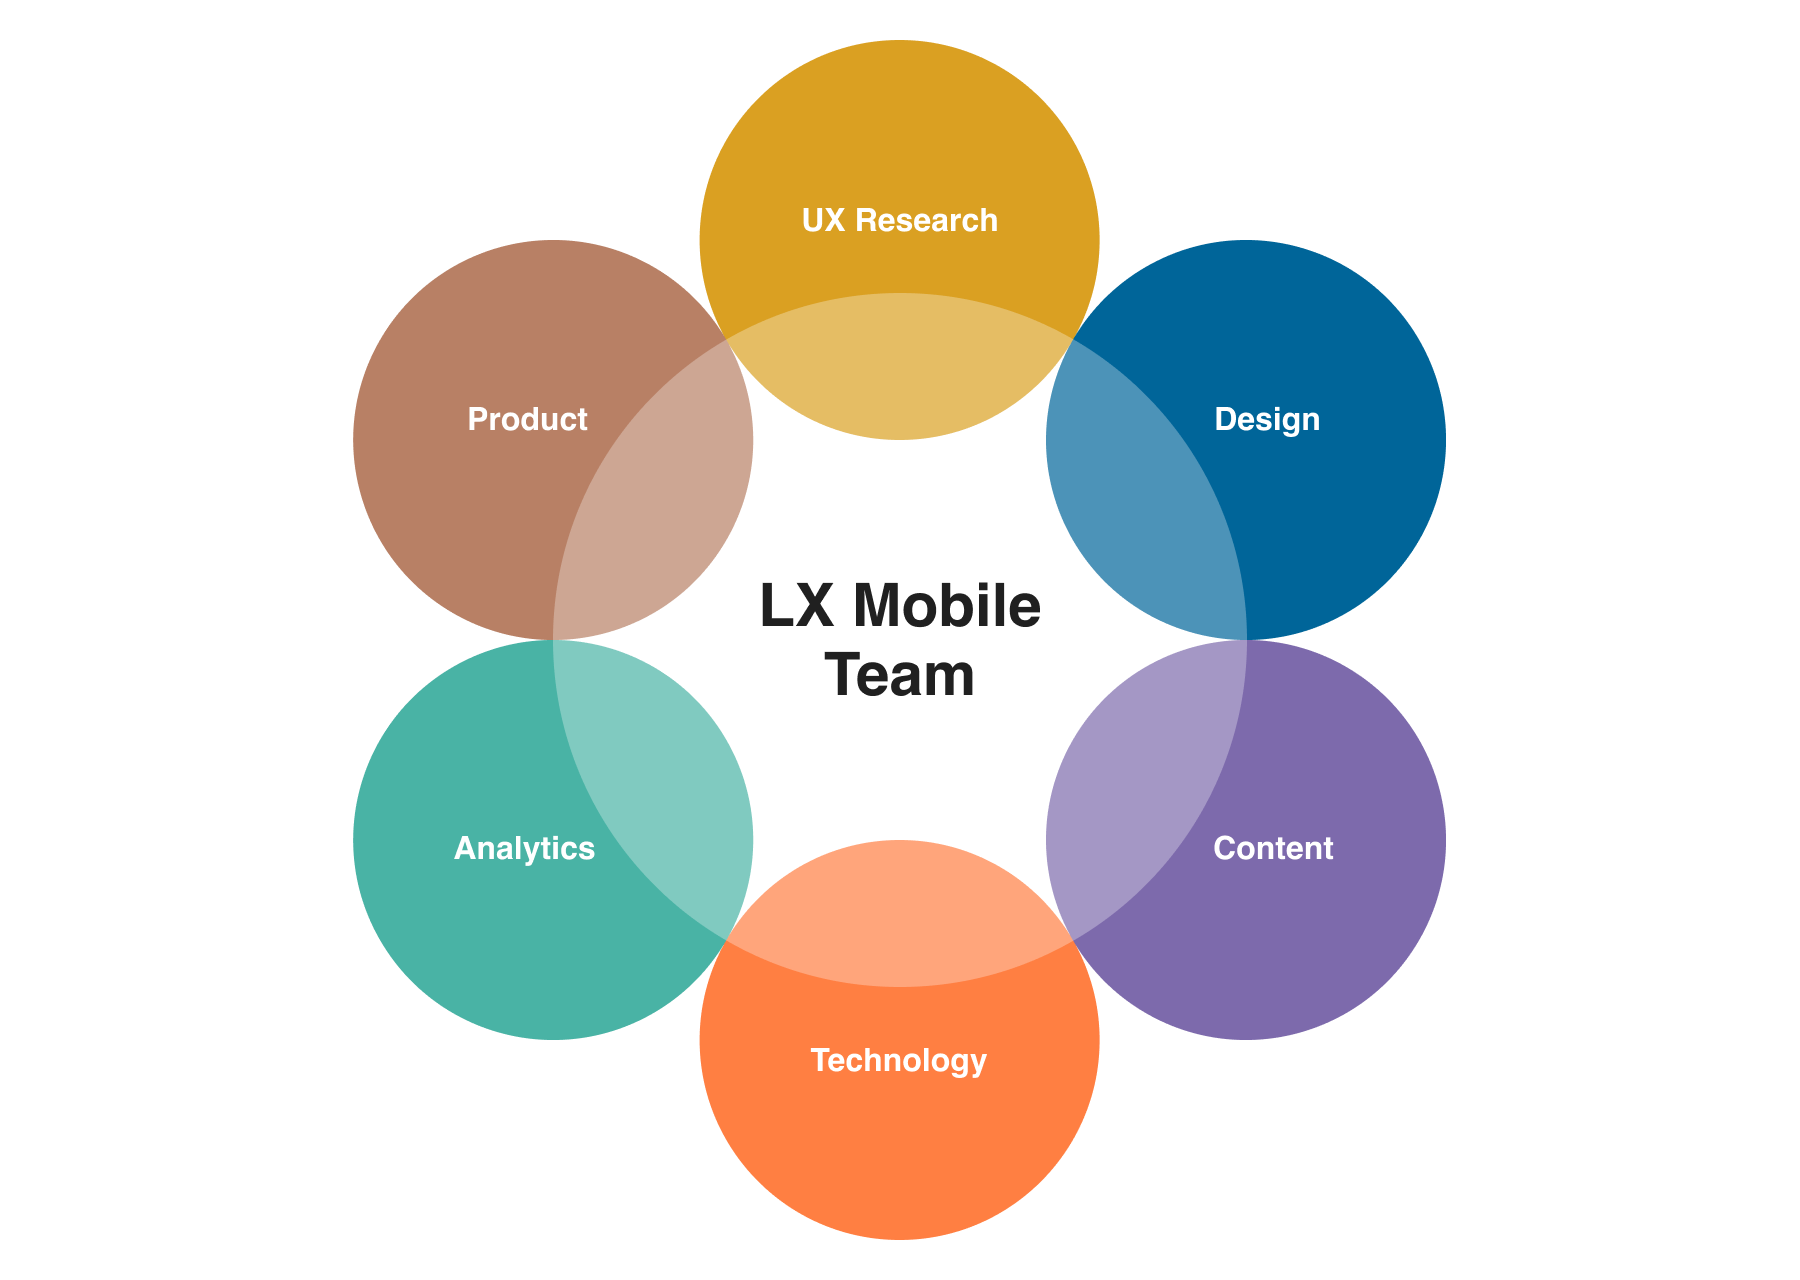 UX Research
Product
Design
LX Mobile
Team
Analytics
Content
Technology